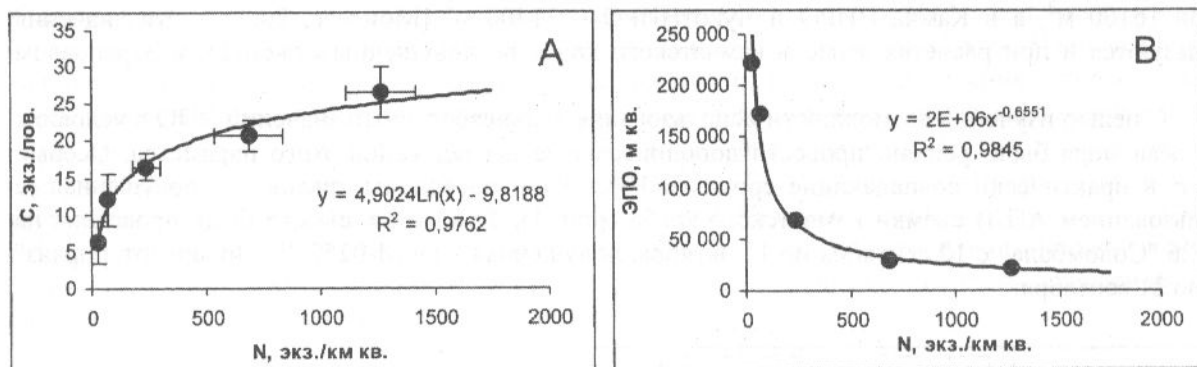 A
С, экз./лов.
35
30
25
20
15
10
5
0
y = 4,9024Ln(x) - 9,8188
R² = 0,9762
0 500 1000 1500 2000
N, экз./км кв.
B
ЭПО, м кв.
250 000
200 000
150 000
100 000
50 000
0
y = 2E+06x^-0,6551
R² = 0,9845
0 500 1000 1500 2000
N, экз./км кв.